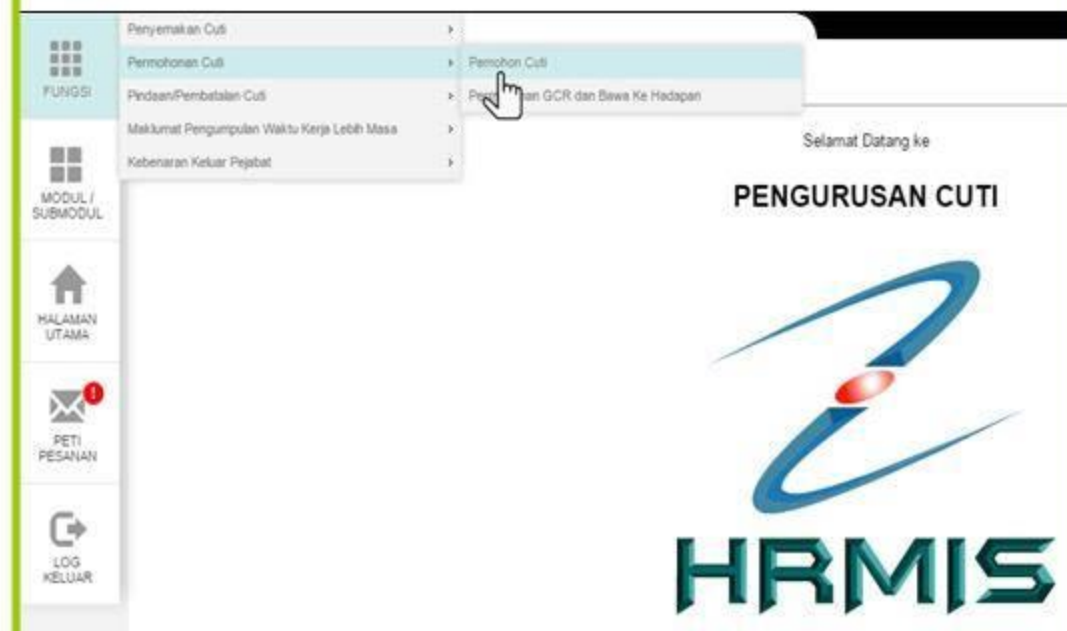 FUNGSI
Penyemakan Cuti
Permohonan Cuti
Pindaan/Pembatalan Cuti
Maklumat Pengumpulan Waktu Kerja Lebih Masa
Kebenaran Keluar Pejabat
Pemohon Cuti
GCR dan Bawa Ke Hadapan
MODUL /
SUBMODUL
HALAMAN
UTAMA
!
PETI
PESANAN
LOG
KELUAR
Selamat Datang ke
PENGURUSAN CUTI
HRMIS